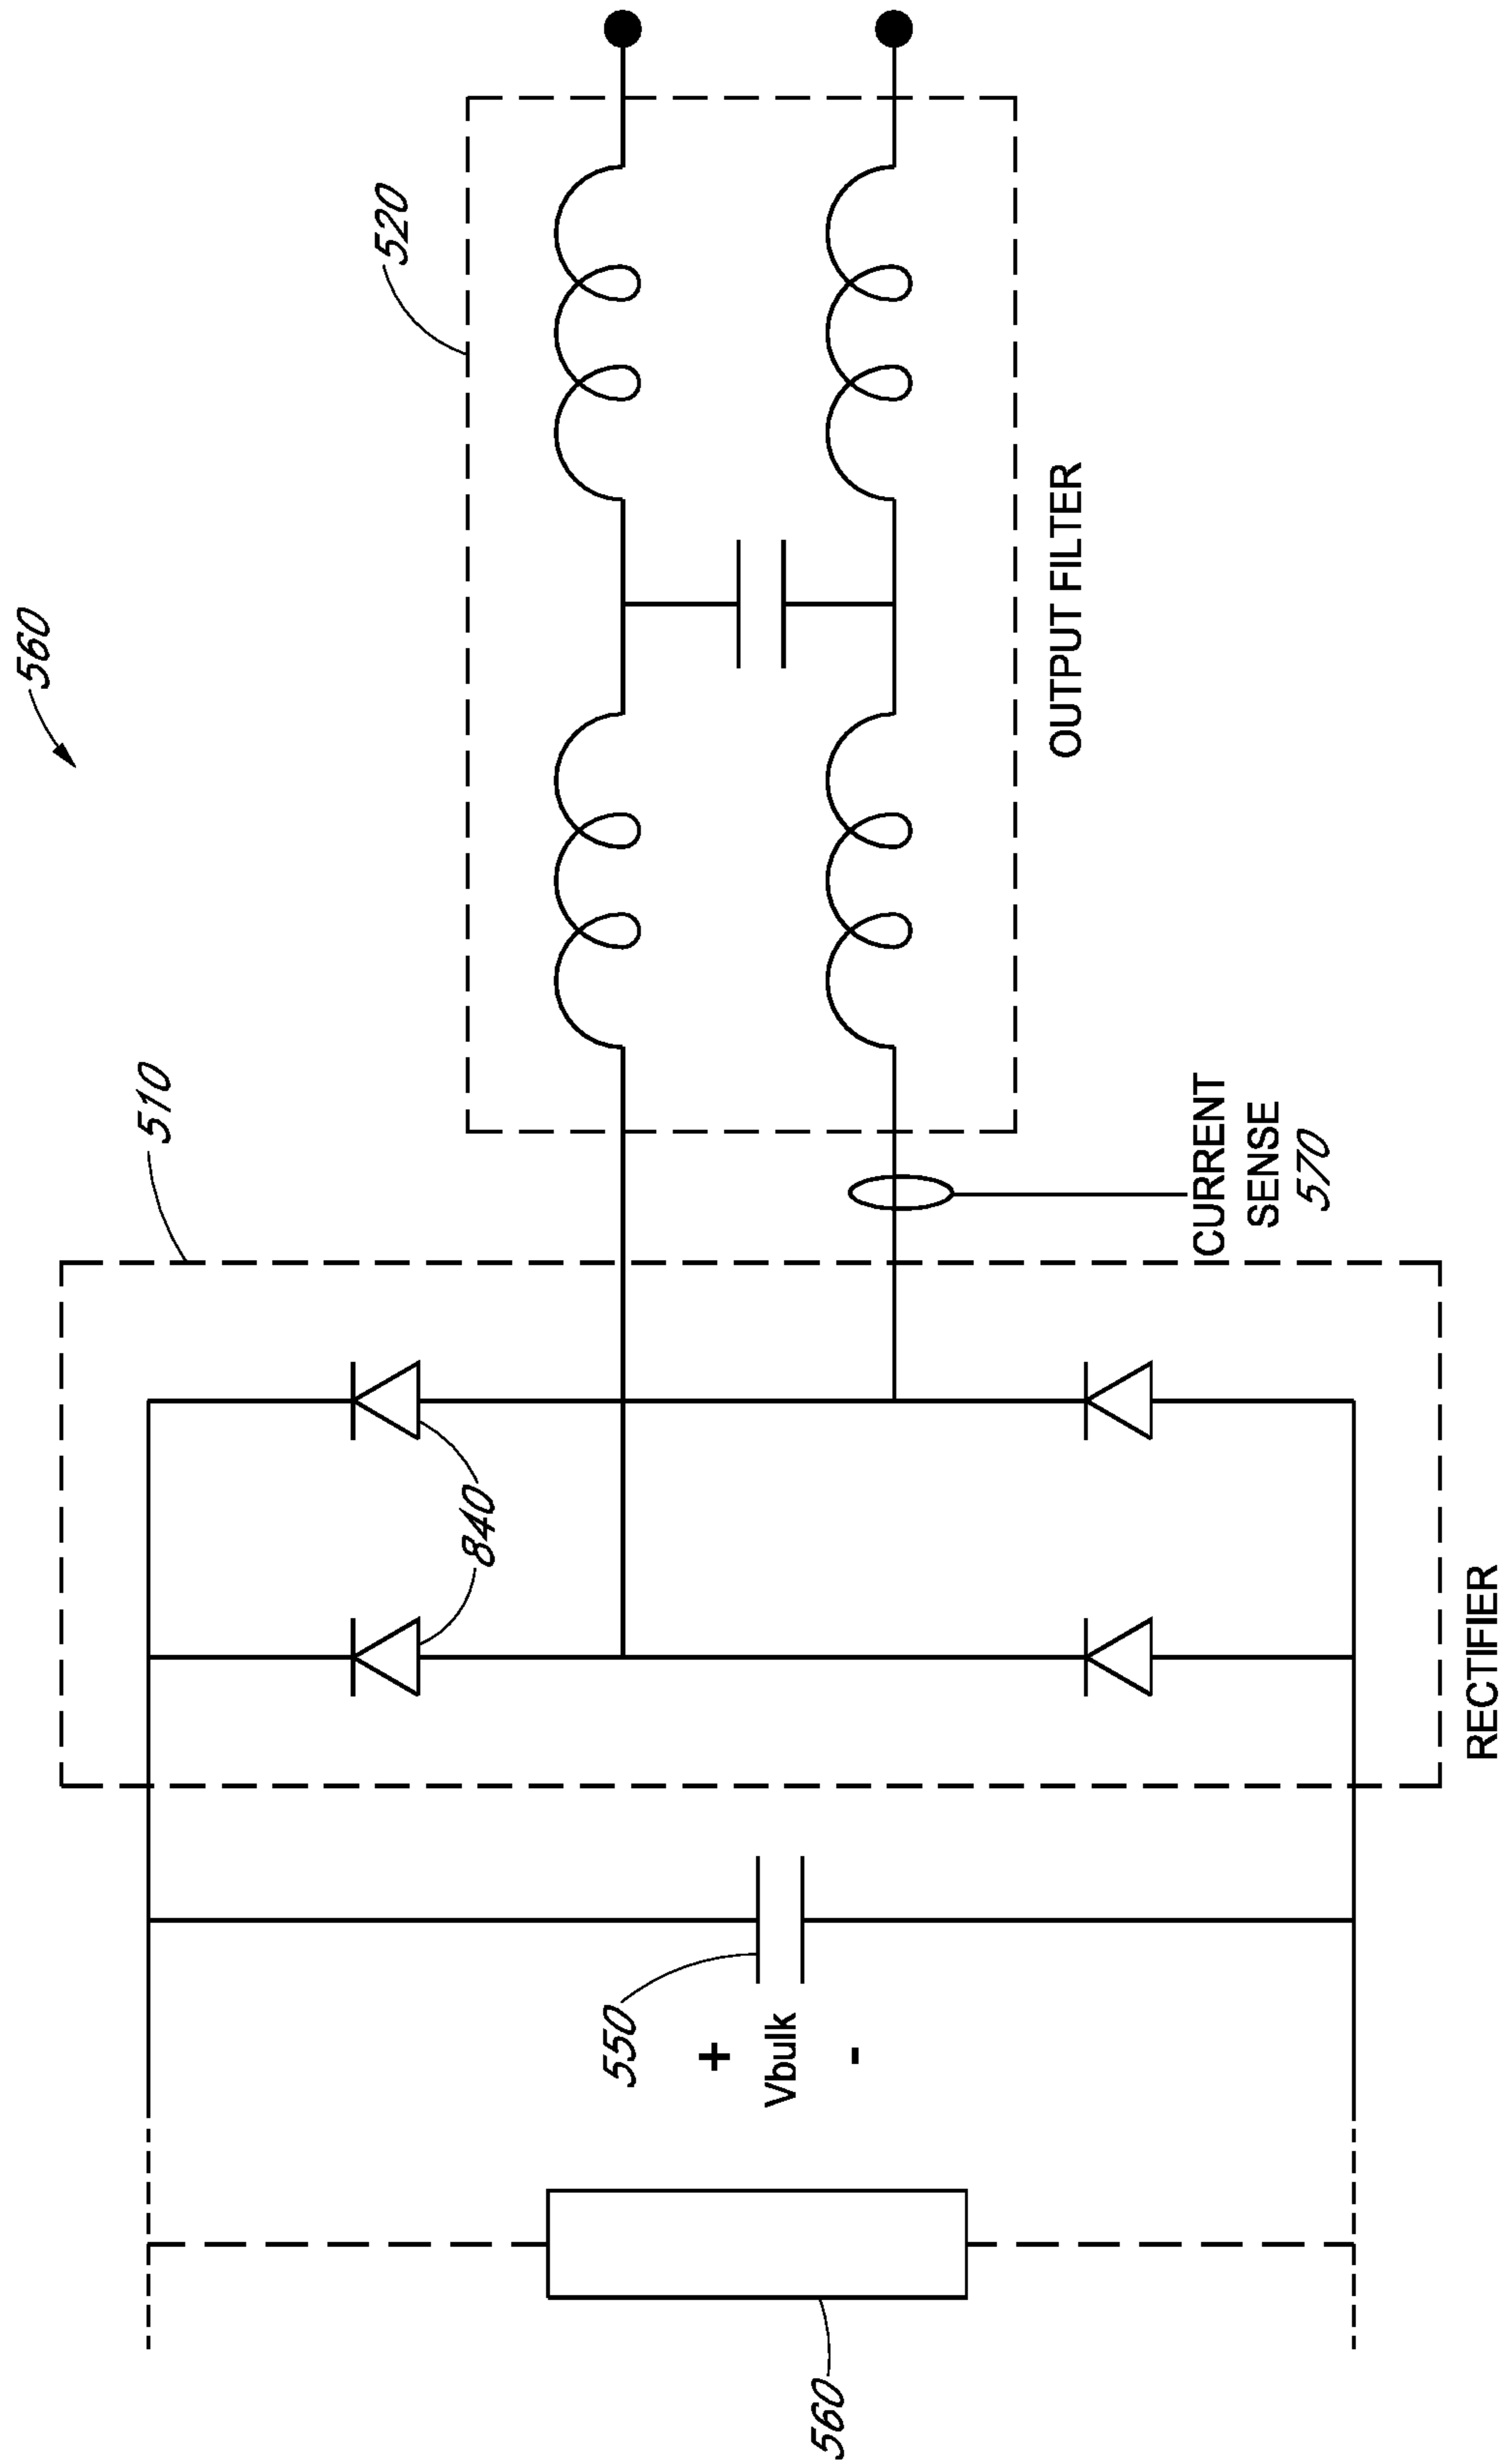 560
520
510
OUTPUT FILTER
CURRENT
SENSE
570
840
RECTIFIER
550
+
Vbulk
-
560